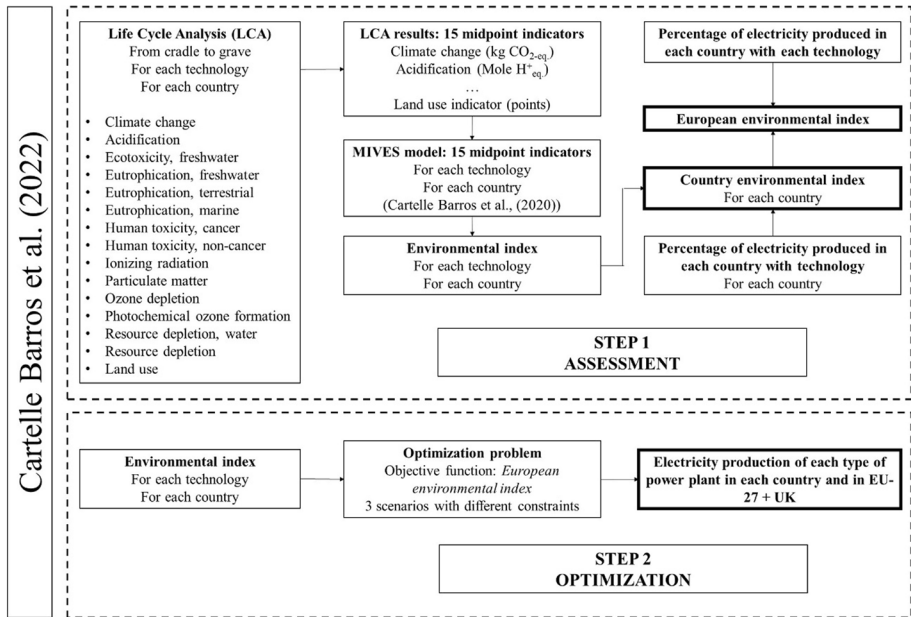 Cartelle Barros et al. (2022)
Life Cycle Analysis (LCA)
From cradle to grave
For each technology
For each country
• Climate change
• Acidification
• Ecotoxicity, freshwater
• Eutrophication, freshwater
• Eutrophication, terrestrial
• Eutrophication, marine
• Human toxicity, cancer
• Human toxicity, non-cancer
• Ionizing radiation
• Particulate matter
• Ozone depletion
• Photochemical ozone formation
• Resource depletion, water
• Resource depletion
• Land use
LCA results: 15 midpoint indicators
Climate change (kg CO2-eq.)
Acidification (Mole H+eq.)
…
Land use indicator (points)
MIVES model: 15 midpoint indicators
For each technology
For each country
(Cartelle Barros et al., (2020))
Environmental index
For each technology
For each country
Percentage of electricity produced in
each country with each technology
European environmental index
Country environmental index
For each country
Percentage of electricity produced in
each country with technology
For each country
STEP 1
ASSESSMENT
Environmental index
For each technology
For each country
Optimization problem
Objective function: European
environmental index
3 scenarios with different constraints
Electricity production of each type of
power plant in each country and in EU-
27 + UK
STEP 2
OPTIMIZATION